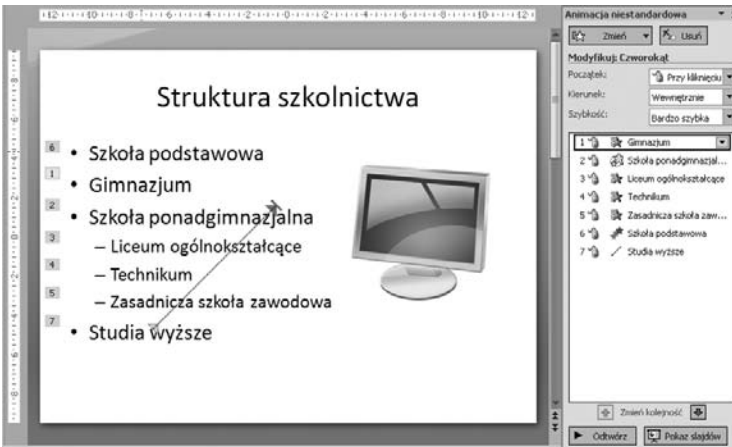 Struktura szkolnictwa
6 • Szkoła podstawowa
1 • Gimnazjum
2 • Szkoła ponadgimnazjalna
3 – Liceum ogólnokształcące
4 – Technikum
5 – Zasadnicza szkoła zawodowa
7 • Studia wyższe
Animacja niestandardowa
Zmień Usuń
Modyfikuj: Czworokąt
Początek: Przy kliknięciu
Kierunek: Wewnętrznie
Szybkość: Bardzo szybka
1 Gimnazjum
2 Szkoła ponadgimnazjal...
3 Liceum ogólnokształcące
4 Technikum
5 Zasadnicza szkoła zaw...
6 Szkoła podstawowa
7 Studia wyższe
Zmień kolejność
Odtwórz Pokaz slajdów